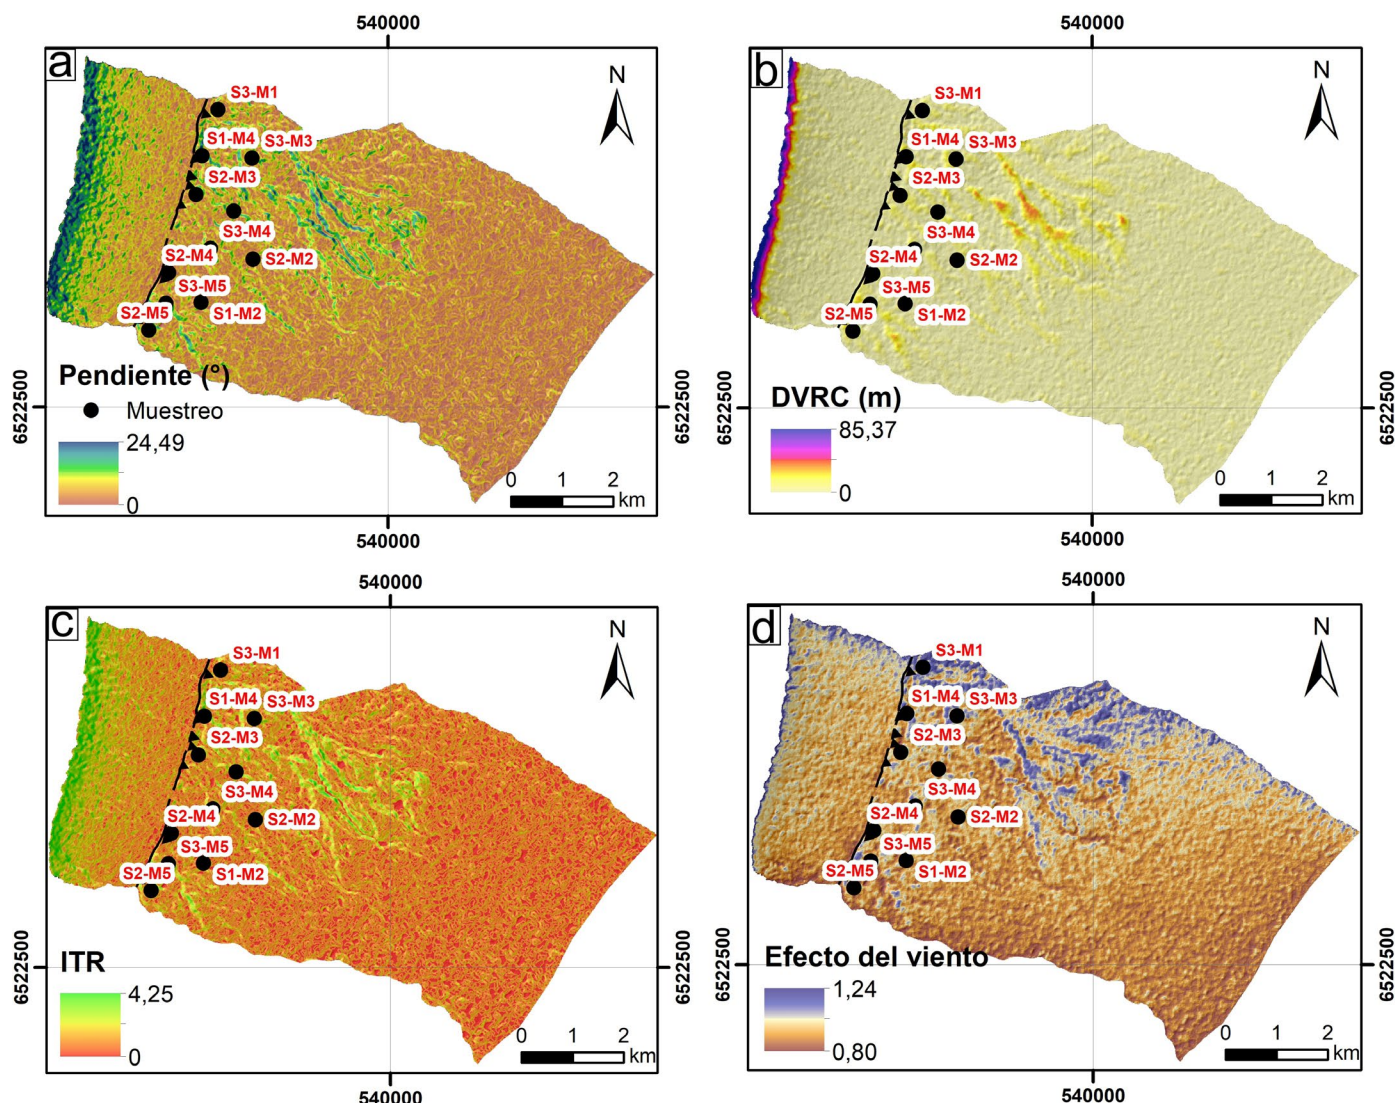 540000
a
N
S3-M1
S1-M4
S3-M3
S2-M3
S3-M4
S2-M4
S2-M2
S3-M5
S2-M5
S1-M2
Pendiente (°)
Muestreo
24,49
0
0 1 2
km
6522500
6522500
540000
540000
b
N
S3-M1
S1-M4
S3-M3
S2-M3
S3-M4
S2-M4
S2-M2
S3-M5
S2-M5
S1-M2
DVRC (m)
85,37
0
0 1 2
km
6522500
540000
540000
c
N
S3-M1
S1-M4
S3-M3
S2-M3
S3-M4
S2-M4
S2-M2
S3-M5
S2-M5
S1-M2
ITR
4,25
0
0 1 2
km
6522500
6522500
540000
540000
d
N
S3-M1
S1-M4
S3-M3
S2-M3
S3-M4
S2-M4
S2-M2
S3-M5
S2-M5
S1-M2
Efecto del viento
1,24
0,80
0 1 2
km
6522500
540000